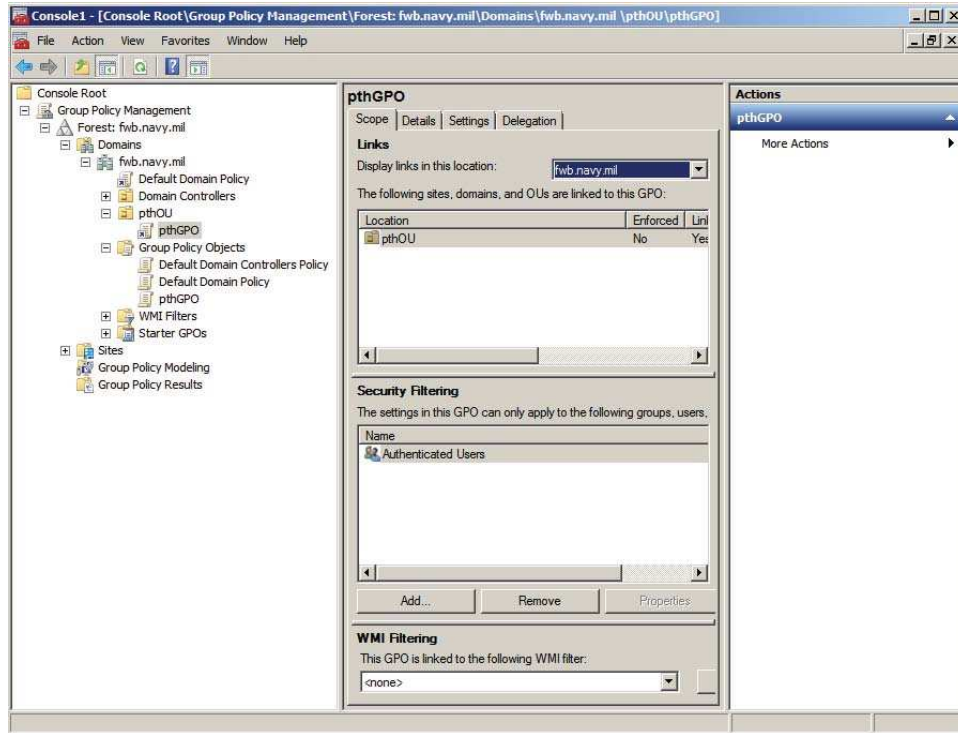 Console1 - [Console Root\Group Policy Management\Forest: fwb.navy.mil\Domains\fwb.navy.mil \pthOU\pthGPO]
File Action View Favorites Window Help
Console Root
Group Policy Management
Forest: fwb.navy.mil
Domains
fwb.navy.mil
Default Domain Policy
Domain Controllers
pthOU
pthGPO
Group Policy Objects
Default Domain Controllers Policy
Default Domain Policy
pthGPO
WMI Filters
Starter GPOs
Sites
Group Policy Modeling
Group Policy Results
pthGPO
Scope Details Settings Delegation
Links
Display links in this location: fwb.navy.mil
The following sites, domains, and OUs are linked to this GPO:
Location Enforced Linl
pthOU No Yes
Security Filtering
The settings in this GPO can only apply to the following groups, users,
Name
Authenticated Users
Add... Remove Properties
WMI Filtering
This GPO is linked to the following WMI filter:
<none>
Actions
pthGPO
More Actions